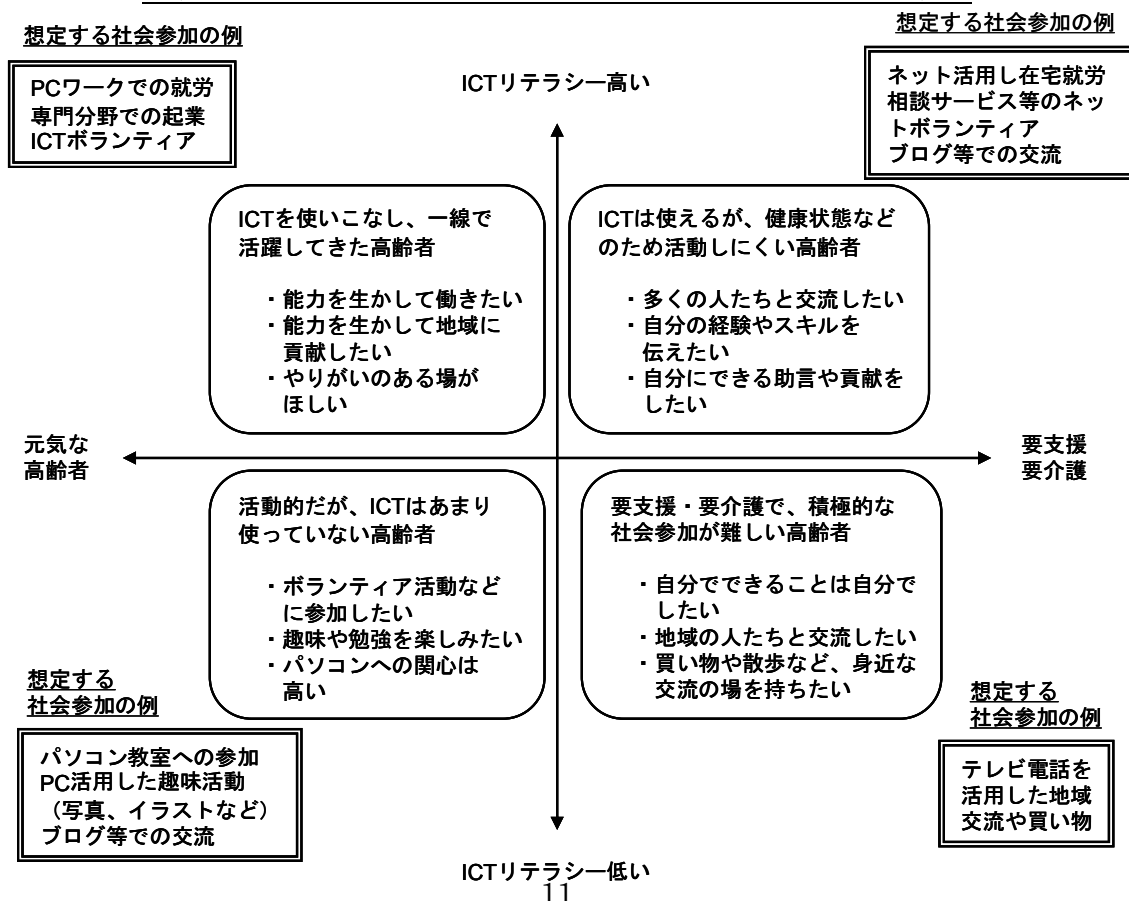 想定する社会参加の例
PCワークでの就労
専門分野での起業
ICTボランティア
ICTリテラシー高い
想定する社会参加の例
ネット活用し在宅就労
相談サービス等のネッ
トボランティア
ブログ等での交流
ICTを使いこなし、一線で
活躍してきた高齢者
・能力を生かして働きたい
・能力を生かして地域に
貢献したい
・やりがいのある場が
ほしい
ICTは使えるが、健康状態など
のため活動しにくい高齢者
・多くの人たちと交流したい
・自分の経験やスキルを
伝えたい
・自分にできる助言や貢献を
したい
元気な
高齢者
要支援
要介護
活動的だが、ICTはあまり
使っていない高齢者
・ボランティア活動など
に参加したい
・趣味や勉強を楽しみたい
・パソコンへの関心は
高い
要支援・要介護で、積極的な
社会参加が難しい高齢者
・自分でできることは自分で
したい
・地域の人たちと交流したい
・買い物や散歩など、身近な
交流の場を持ちたい
想定する
社会参加の例
パソコン教室への参加
PC活用した趣味活動
（写真、イラストなど）
ブログ等での交流
想定する
社会参加の例
テレビ電話を
活用した地域
交流や買い物
ICTリテラシー低い
11